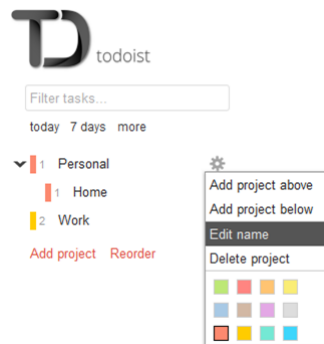 TD todoist
Filter tasks...
today 7 days more
1 Personal
1 Home
2 Work
Add project Reorder
Add project above
Add project below
Edit name
Delete project